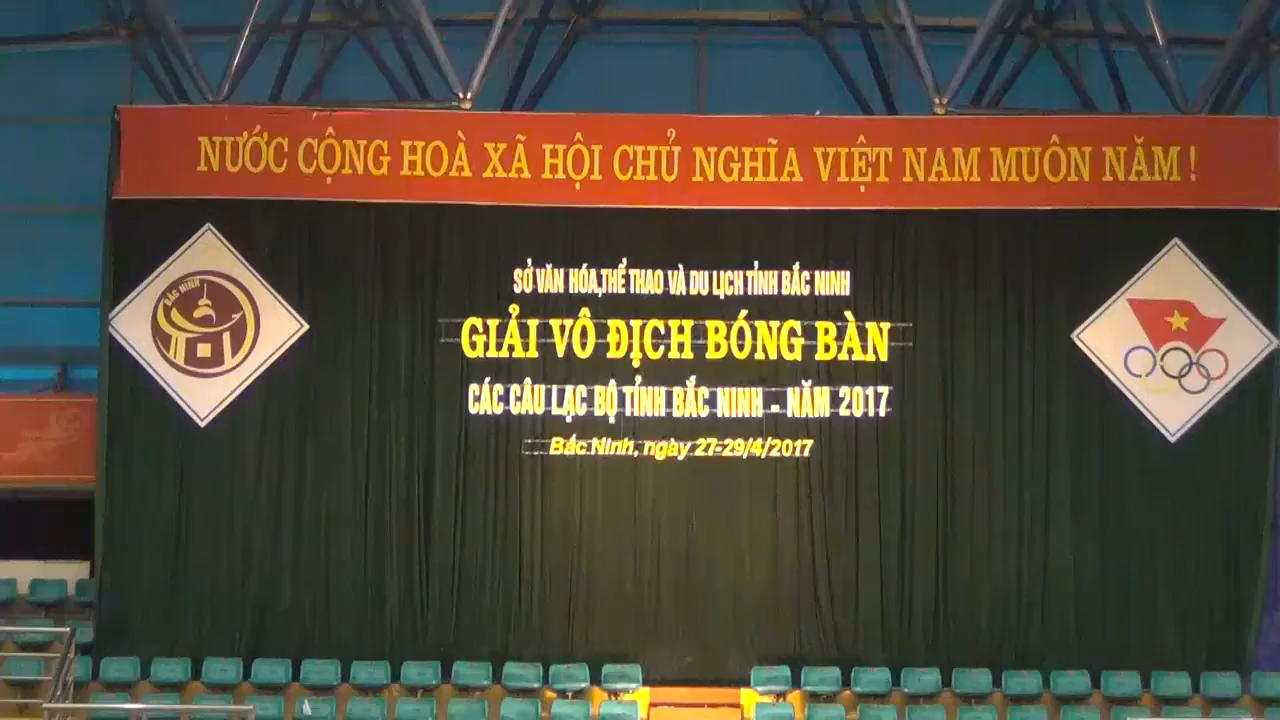 NƯỚC CỘNG HOÀ XÃ HỘI CHỦ NGHĨA VIỆT NAM MUÔN NĂM!
BẮC NINH
SỞ VĂN HÓA,THỂ THAO VÀ DU LỊCH TỈNH BẮC NINH
GIẢI VÔ ĐỊCH BÓNG BÀN
CÁC CÂU LẠC BỘ TỈNH BẮC NINH - NĂM 2017
Bắc Ninh, ngày 27-29/4/2017